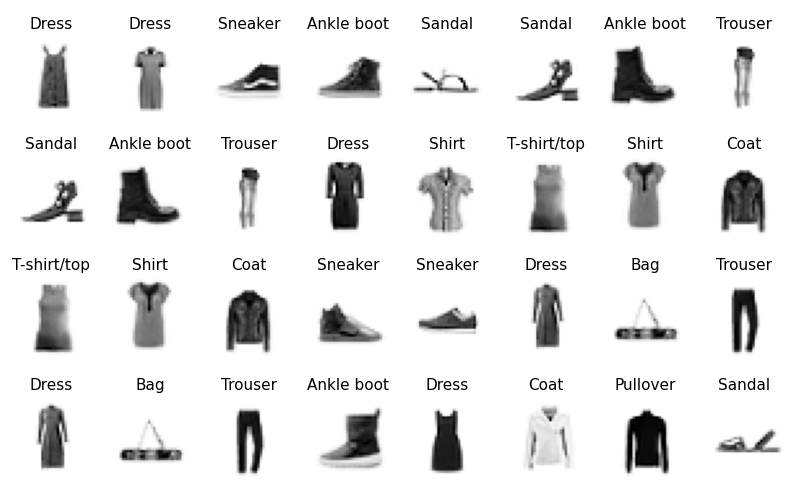 Dress Dress Sneaker Ankle boot Sandal Sandal Ankle boot Trouser
Sandal Ankle boot Trouser Dress Shirt T-shirt/top Shirt Coat
T-shirt/top Shirt Coat Sneaker Sneaker Dress Bag Trouser
Dress Bag Trouser Ankle boot Dress Coat Pullover Sandal